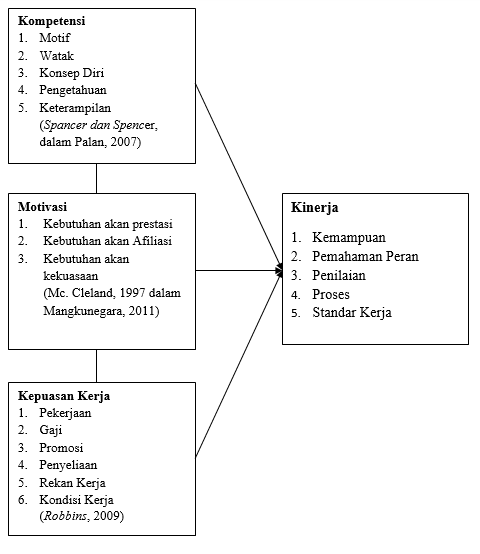 Kompetensi
1. Motif
2. Watak
3. Konsep Diri
4. Pengetahuan
5. Keterampilan
(Spancer dan Spencer,
dalam Palan, 2007)
Motivasi
1. Kebutuhan akan prestasi
2. Kebutuhan akan Afiliasi
3. Kebutuhan akan
kekuasaan
(Mc. Cleland, 1997 dalam
Mangkunegara, 2011)
Kepuasan Kerja
1. Pekerjaan
2. Gaji
3. Promosi
4. Penyeliaan
5. Rekan Kerja
6. Kondisi Kerja
(Robbins, 2009)
Kinerja
1. Kemampuan
2. Pemahaman Peran
3. Penilaian
4. Proses
5. Standar Kerja